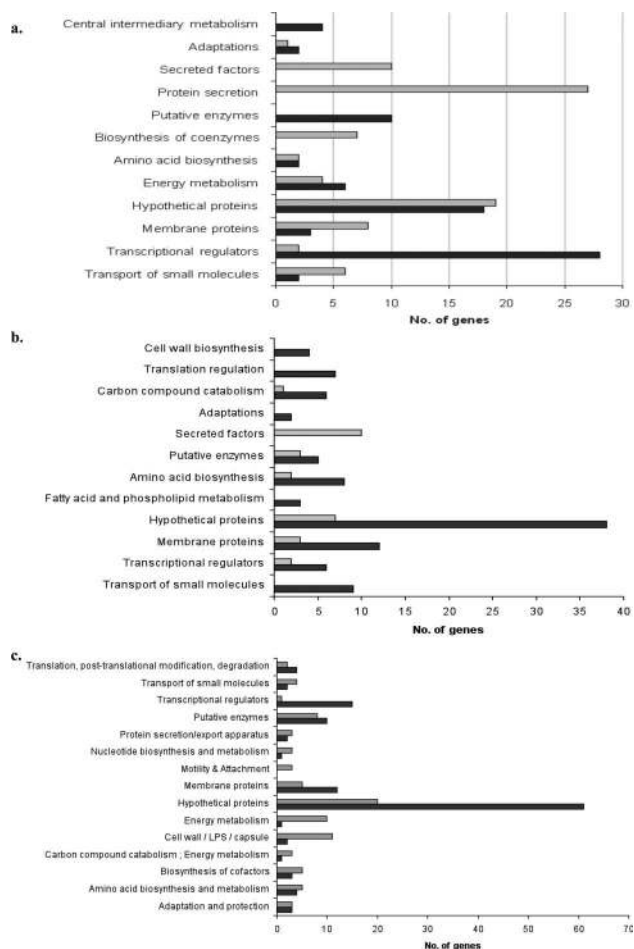 a.
Central intermediary metabolism
Adaptations
Secreted factors
Protein secretion
Putative enzymes
Biosynthesis of coenzymes
Amino acid biosynthesis
Energy metabolism
Hypothetical proteins
Membrane proteins
Transcriptional regulators
Transport of small molecules
0 5 10 15 20 25 30
No. of genes
b.
Cell wall biosynthesis
Translation regulation
Carbon compound catabolism
Adaptations
Secreted factors
Putative enzymes
Amino acid biosynthesis
Fatty acid and phospholipid metabolism
Hypothetical proteins
Membrane proteins
Transcriptional regulators
Transport of small molecules
0 5 10 15 20 25 30 35 40
No. of genes
c.
Translation, post-translational modification, degradation
Transport of small molecules
Transcriptional regulators
Putative enzymes
Protein secretion/export apparatus
Nucleotide biosynthesis and metabolism
Motility & Attachment
Membrane proteins
Hypothetical proteins
Energy metabolism
Cell wall / LPS / capsule
Carbon compound catabolism ; Energy metabolism
Biosynthesis of cofactors
Amino acid biosynthesis and metabolism
Adaptation and protection
0 10 20 30 40 50 60 70
No. of genes